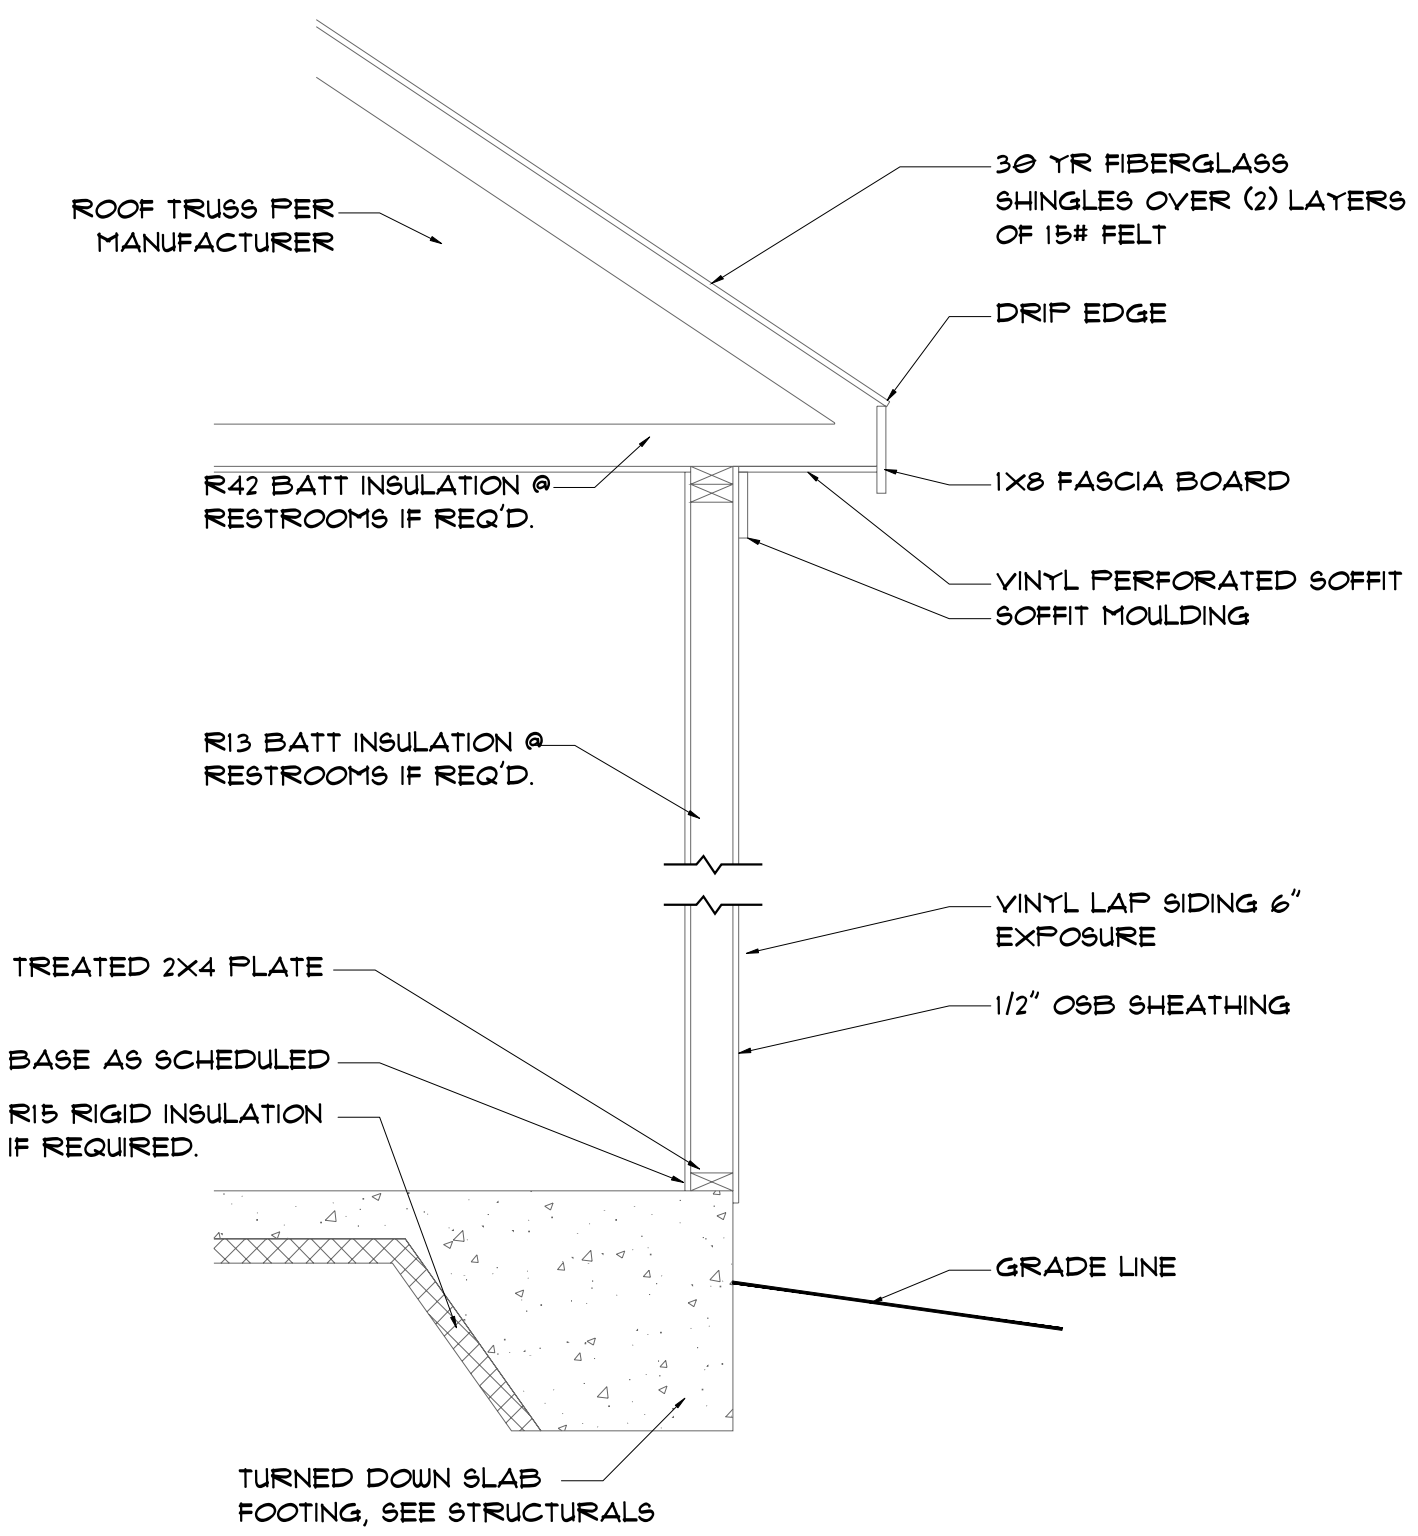 30 YR FIBERGLASS
SHINGLES OVER (2) LAYERS
OF 15# FELT
ROOF TRUSS PER
MANUFACTURER
DRIP EDGE
R42 BATT INSULATION @
RESTROOMS IF REQ'D.
1X8 FASCIA BOARD
VINYL PERFORATED SOFFIT
SOFFIT MOULDING
R13 BATT INSULATION @
RESTROOMS IF REQ'D.
VINYL LAP SIDING 6"
EXPOSURE
TREATED 2X4 PLATE
1/2" OSB SHEATHING
BASE AS SCHEDULED
R15 RIGID INSULATION
IF REQUIRED.
GRADE LINE
TURNED DOWN SLAB
FOOTING, SEE STRUCTURALS